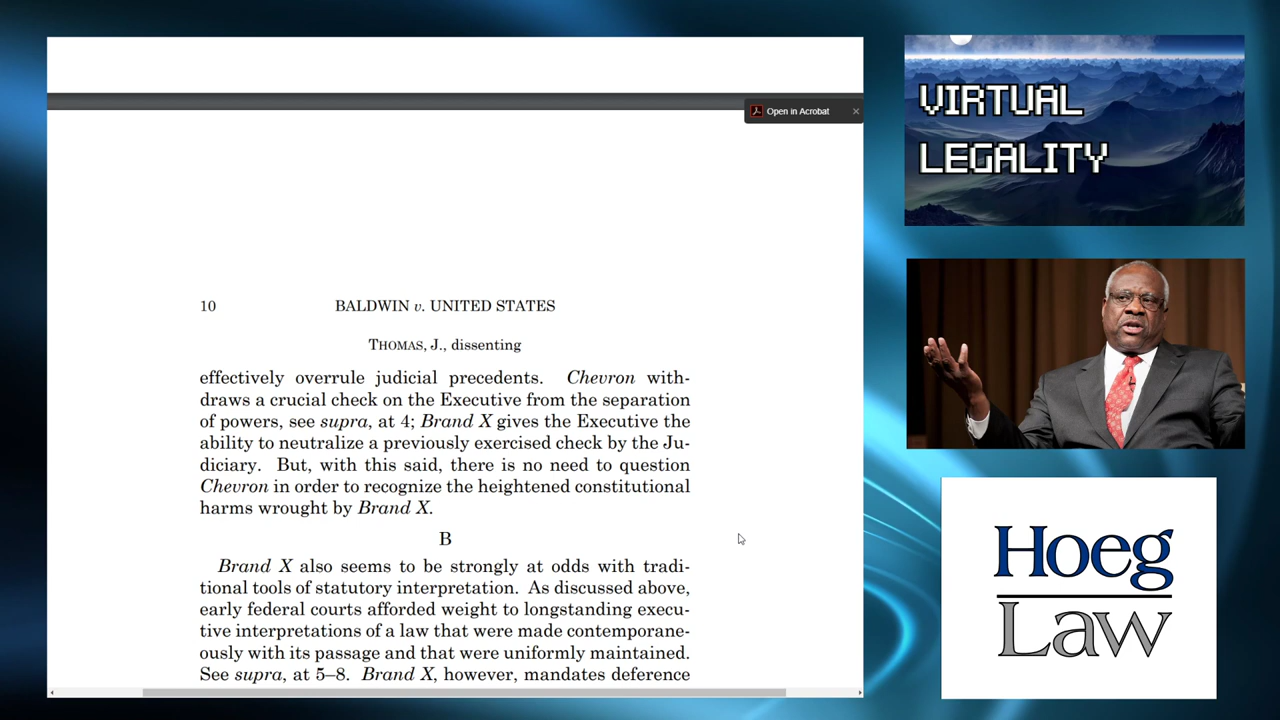 Open in Acrobat
10 BALDWIN v. UNITED STATES
THOMAS, J., dissenting
effectively overrule judicial precedents. Chevron with-
draws a crucial check on the Executive from the separation
of powers, see supra, at 4; Brand X gives the Executive the
ability to neutralize a previously exercised check by the Ju-
diciary. But, with this said, there is no need to question
Chevron in order to recognize the heightened constitutional
harms wrought by Brand X.
B
Brand X also seems to be strongly at odds with tradi-
tional tools of statutory interpretation. As discussed above,
early federal courts afforded weight to longstanding execu-
tive interpretations of a law that were made contemporane-
ously with its passage and that were uniformly maintained.
See supra, at 5–8. Brand X, however, mandates deference
VIRTUAL
LEGALITY
Hoeg
Law